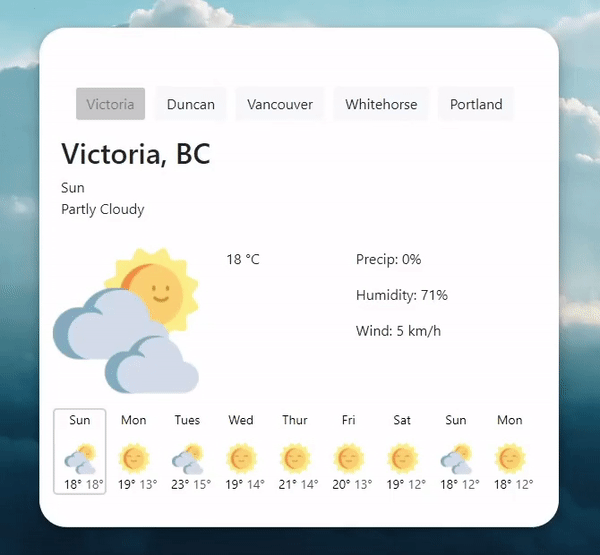 Victoria Duncan Vancouver Whitehorse Portland
Victoria, BC
Sun
Partly Cloudy
18 °C
Precip: 0%
Humidity: 71%
Wind: 5 km/h
Sun Mon Tues Wed Thur Fri Sat Sun Mon
18° 18° 19° 13° 23° 15° 19° 14° 21° 14° 20° 13° 19° 12° 18° 12° 18° 12°